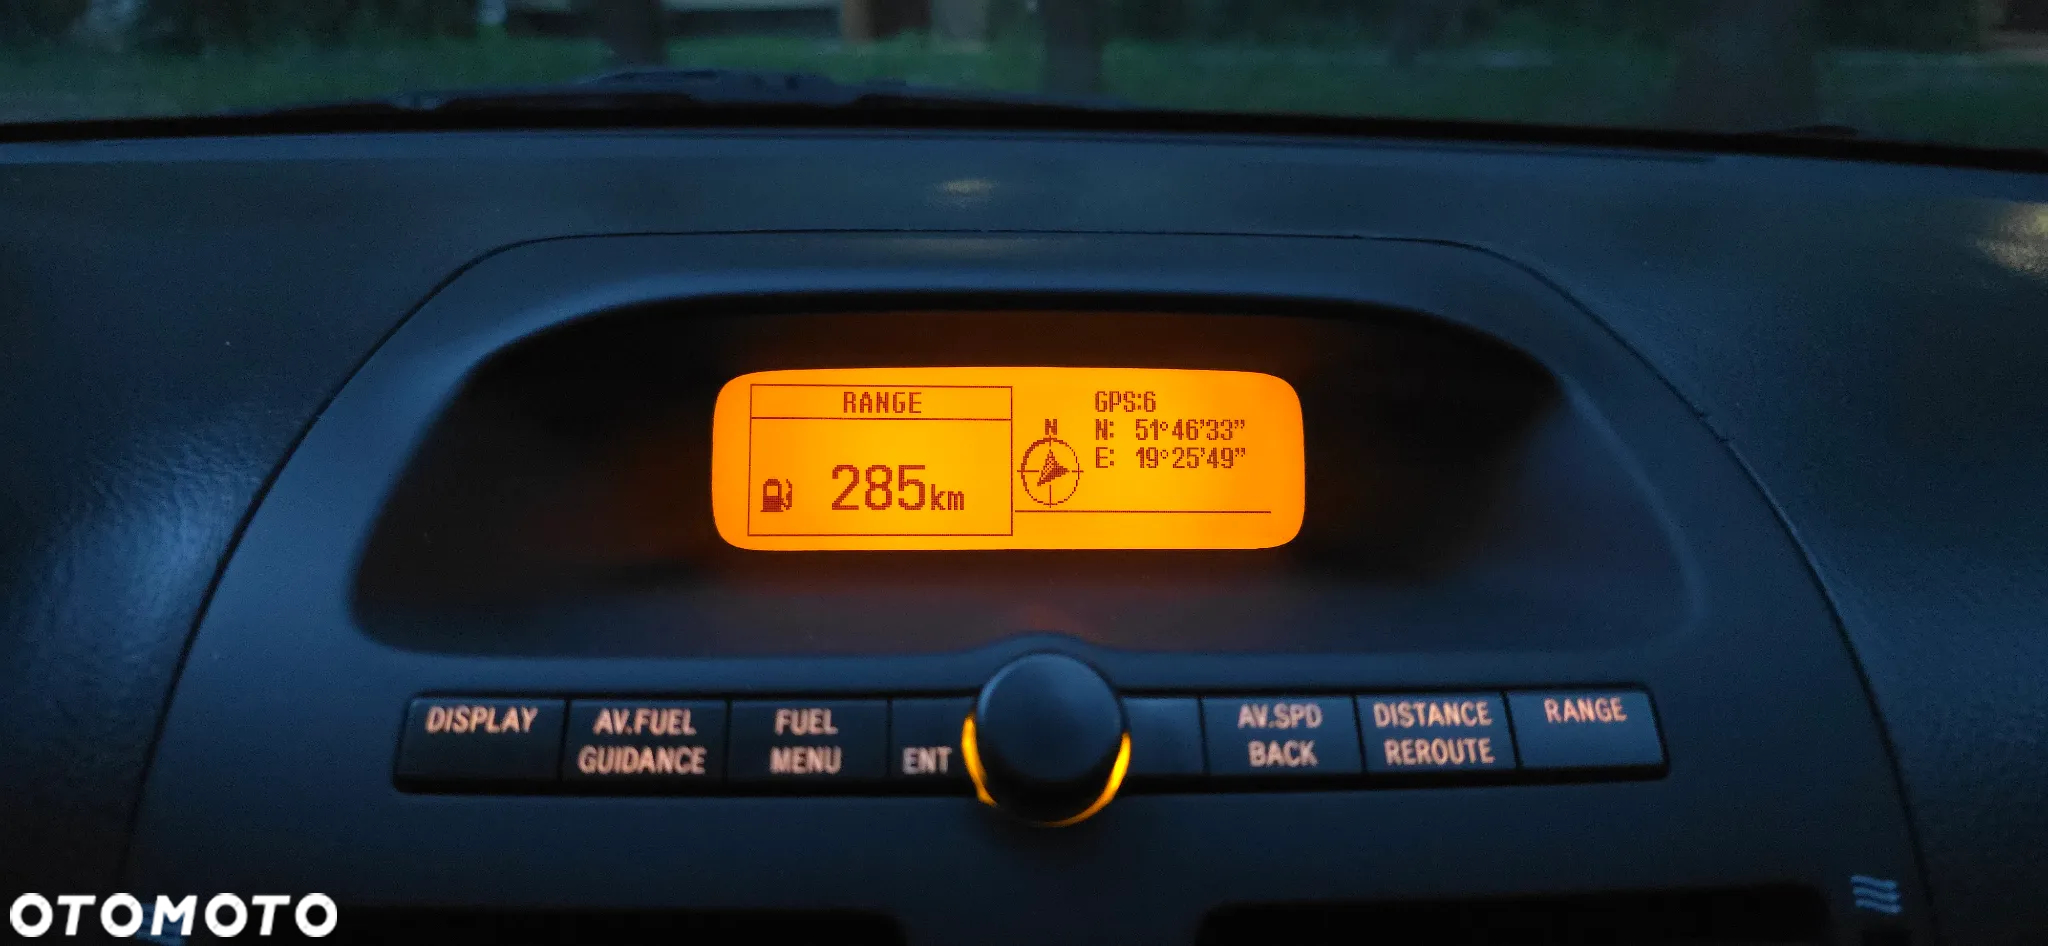 RANGE
285km
N
GPS:6
N: 51°46'33"
E: 19°25'49"
DISPLAY
AV.FUEL
GUIDANCE
FUEL
MENU
ENT
AV.SPD
BACK
DISTANCE
REROUTE
RANGE
OTOMOTO